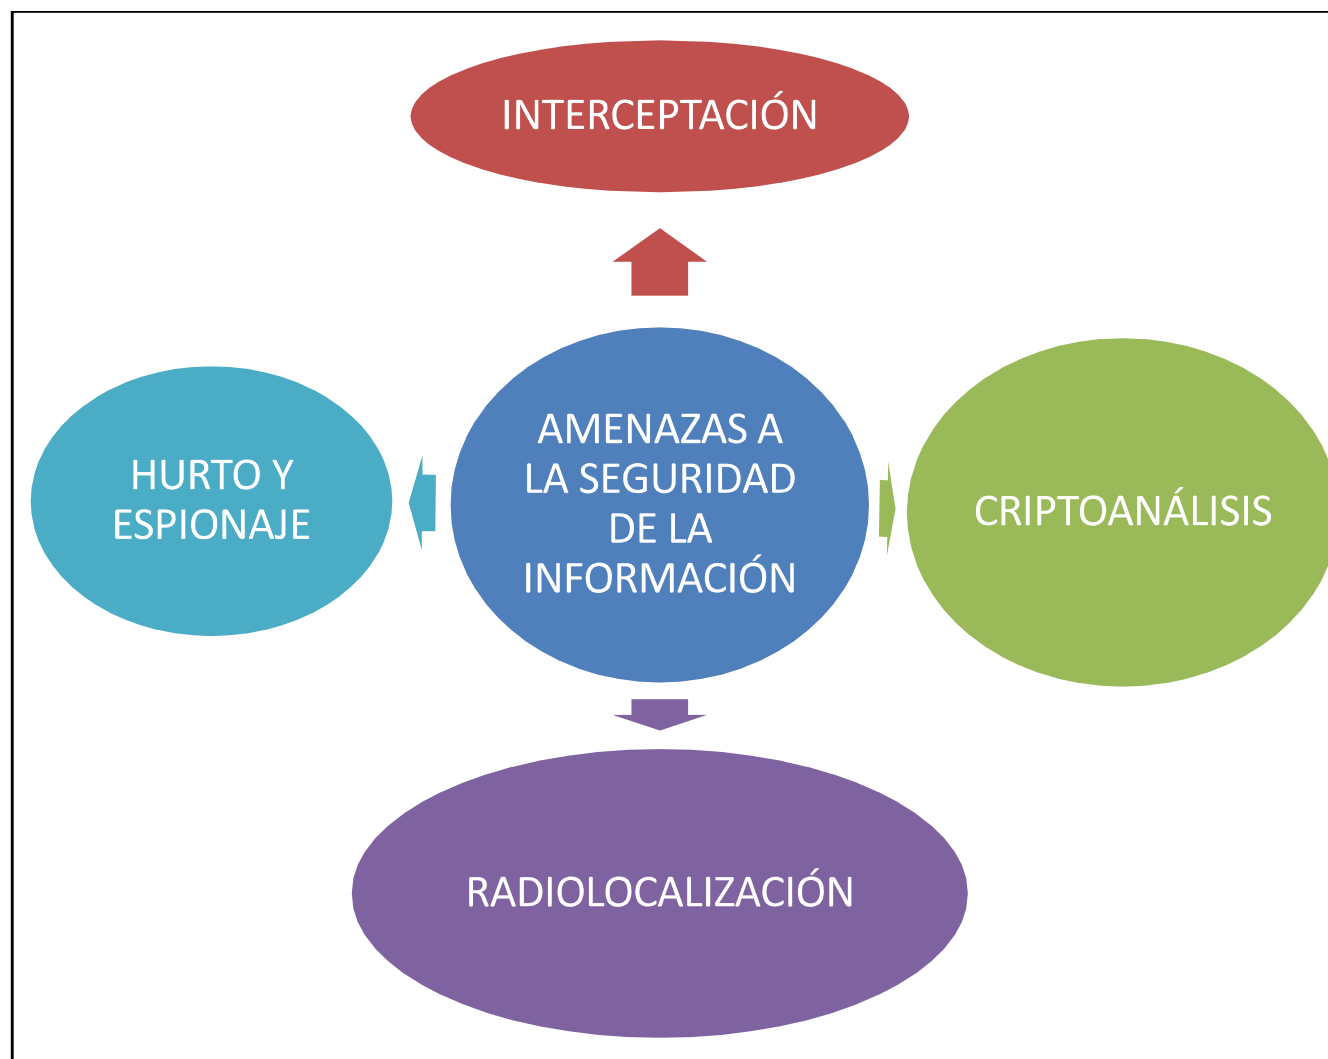 INTERCEPTACIÓN
HURTO Y
ESPIONAJE
AMENAZAS A
LA SEGURIDAD
DE LA
INFORMACIÓN
CRIPTOANÁLISIS
RADIOLOCALIZACIÓN